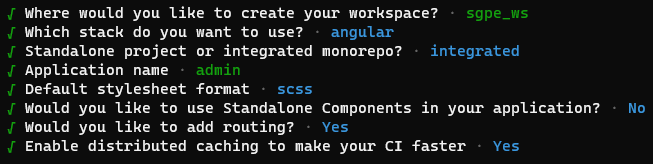 √ Where would you like to create your workspace? · sgpe_ws
√ Which stack do you want to use? · angular
√ Standalone project or integrated monorepo? · integrated
√ Application name · admin
√ Default stylesheet format · scss
√ Would you like to use Standalone Components in your application? · No
√ Would you like to add routing? · Yes
√ Enable distributed caching to make your CI faster · Yes